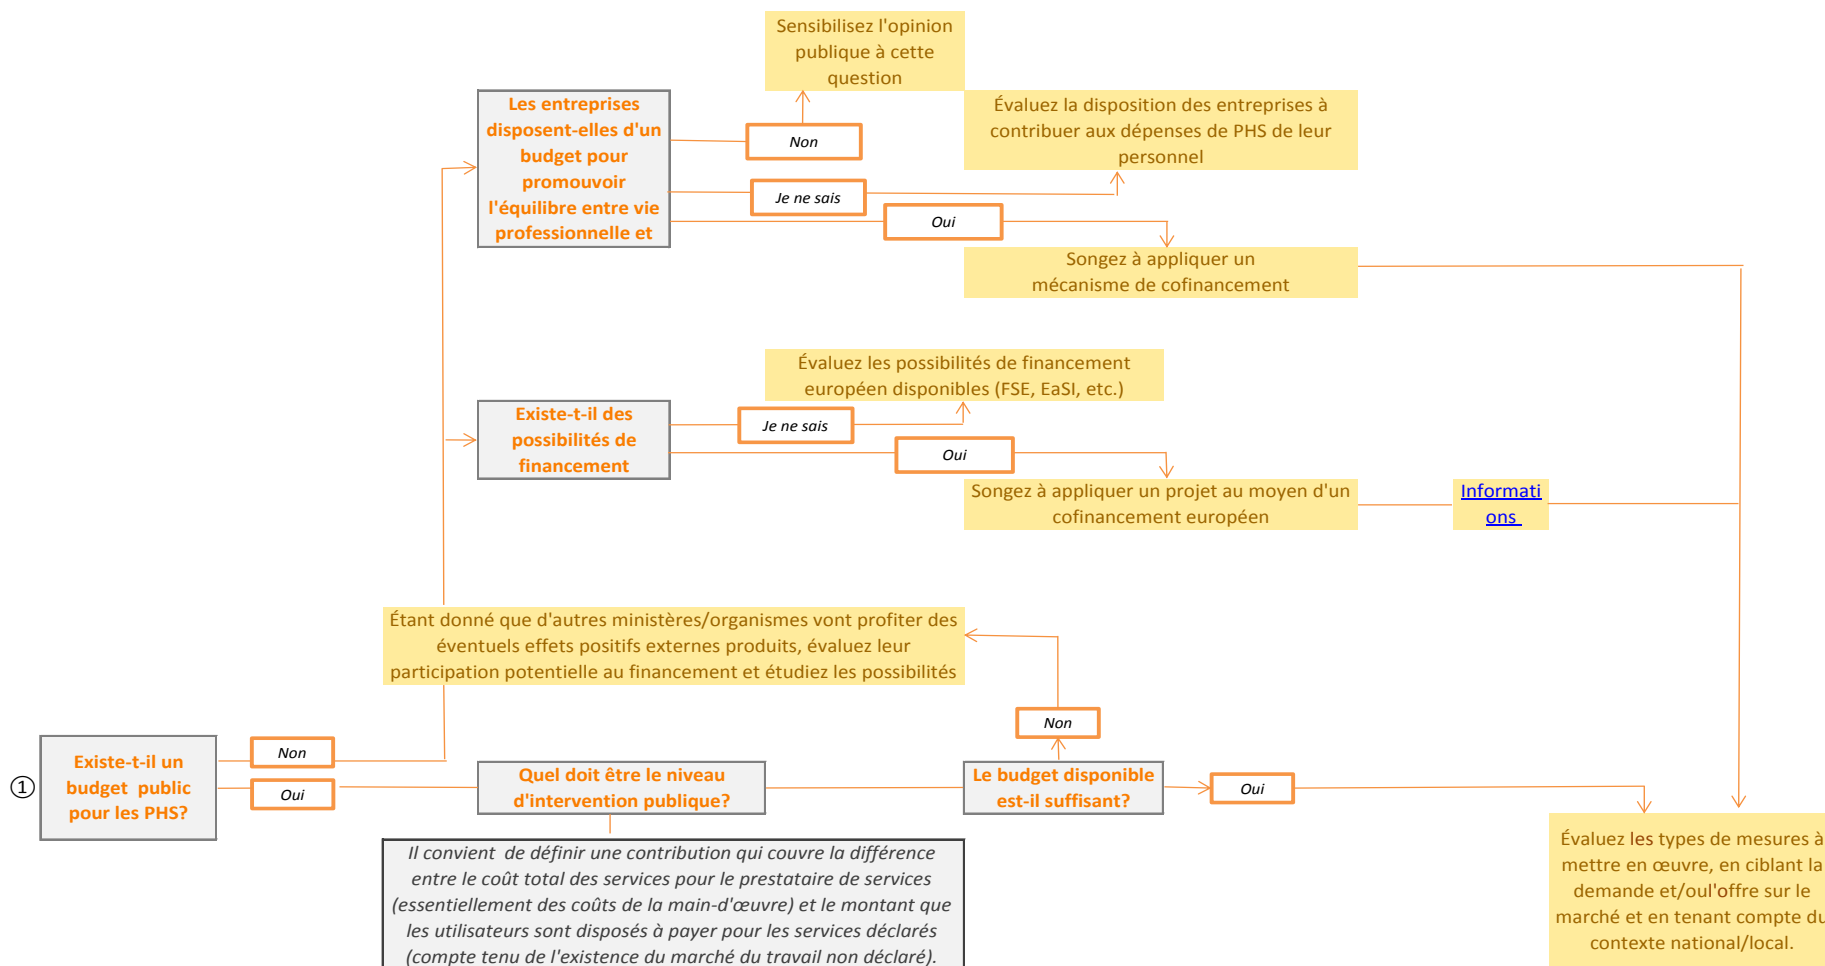 Sensibilisez l'opinion
publique à cette
question
Les entreprises
disposent-elles d'un
budget pour
promouvoir
l'équilibre entre vie
professionnelle et
Non
Évaluez la disposition des entreprises à
contribuer aux dépenses de PHS de leur
personnel
Je ne sais
Oui
Songez à appliquer un
mécanisme de cofinancement
Évaluez les possibilités de financement
européen disponibles (FSE, EaSI, etc.)
Existe-t-il des
possibilités de
financement
Je ne sais
Oui
Songez à appliquer un projet au moyen d'un
cofinancement européen
Informati
ons
Étant donné que d'autres ministères/organismes vont profiter des
éventuels effets positifs externes produits, évaluez leur
participation potentielle au financement et étudiez les possibilités
Non
①
Existe-t-il un
budget public
pour les PHS?
Non
Oui
Quel doit être le niveau
d'intervention publique?
Le budget disponible
est-il suffisant?
Oui
Il convient de définir une contribution qui couvre la différence
entre le coût total des services pour le prestataire de services
(essentiellement des coûts de la main-d'œuvre) et le montant que
les utilisateurs sont disposés à payer pour les services déclarés
(compte tenu de l'existence du marché du travail non déclaré).
Évaluez les types de mesures à
mettre en œuvre, en ciblant la
demande et/oul'offre sur le
marché et en tenant compte du
contexte national/local.